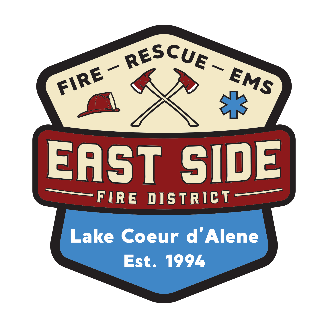 FIRE – RESCUE – EMS
EAST SIDE
FIRE DISTRICT
Lake Coeur d'Alene
Est. 1994